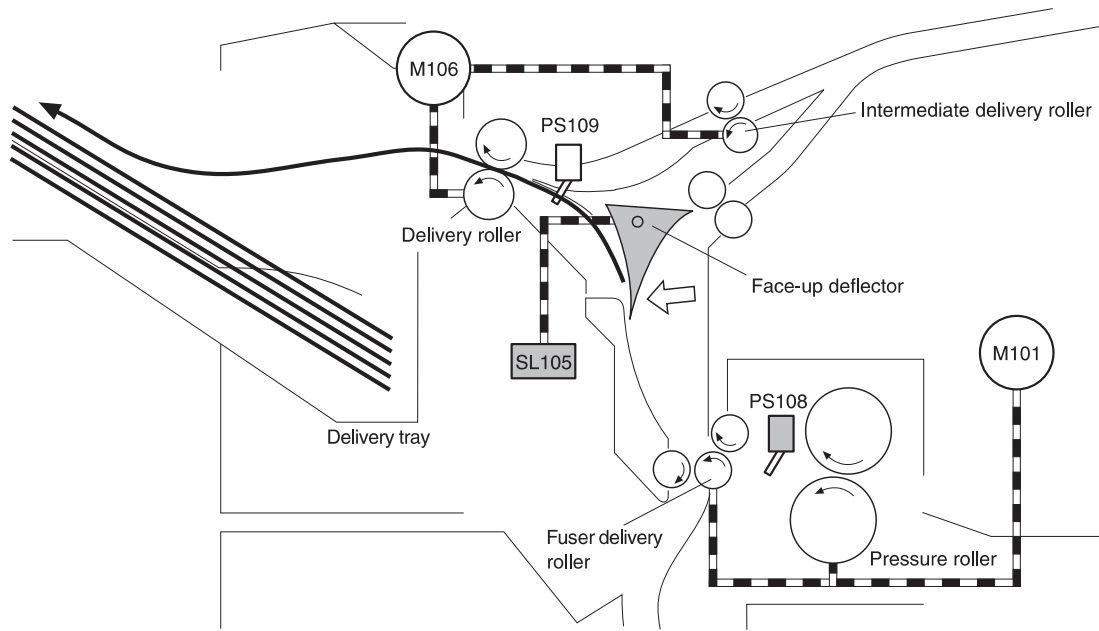 M106
PS109
Intermediate delivery roller
Delivery roller
Face-up deflector
SL105
M101
PS108
Delivery tray
Fuser delivery
roller
Pressure roller